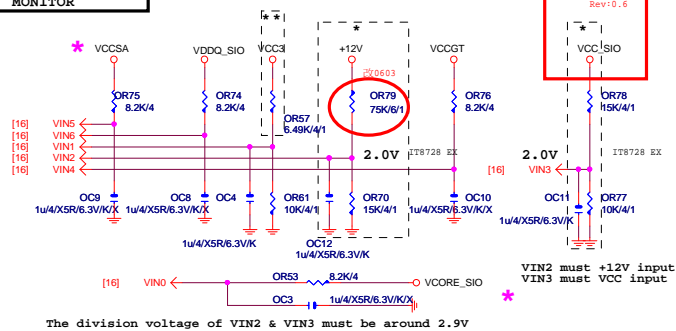 MONITOR
Rev:0.6
* *
*
*
*
VCCSA
VDDQ_SIO
VCC3
+12V
VCCGT
VCC_SIO
改0603
OR75
8.2K/4
OR74
8.2K/4
OR57
6.49K/4/1
OR79
75K/6/1
OR76
8.2K/4
OR78
15K/4/1
[16] VIN5
[16] VIN6
[16] VIN1
[16] VIN2
[16] VIN4
2.0V
IT8728 EX
[16] VIN3
2.0V
IT8728 EX
OC9
1u/4/X5R/6.3V/K/X
OC8
1u/4/X5R/6.3V/K/X
OC4
1u/4/X5R/6.3V/K
OR61
10K/4/1
OC12
1u/4/X5R/6.3V/K
OR70
15K/4/1
OC10
1u/4/X5R/6.3V/K/X
OC11
1u/4/X5R/6.3V/K
OR77
10K/4/1
[16] VIN0
OR53
8.2K/4
VCORE_SIO
OC3
1u/4/X5R/6.3V/K/X
*
VIN2 must +12V input
VIN3 must VCC input
The division voltage of VIN2 & VIN3 must be around 2.9V